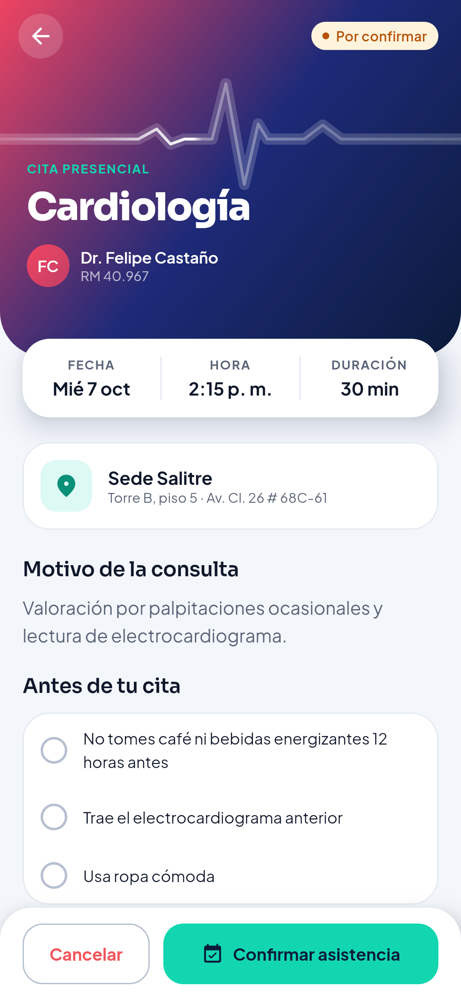 Por confirmar
CITA PRESENCIAL
Cardiología
FC
Dr. Felipe Castaño
RM 40.967
FECHA
Mié 7 oct
HORA
2:15 p. m.
DURACIÓN
30 min
Sede Salitre
Torre B, piso 5 · Av. Cl. 26 # 68C-61
Motivo de la consulta
Valoración por palpitaciones ocasionales y
lectura de electrocardiograma.
Antes de tu cita
No tomes café ni bebidas energizantes 12
horas antes
Trae el electrocardiograma anterior
Usa ropa cómoda
Cancelar
Confirmar asistencia